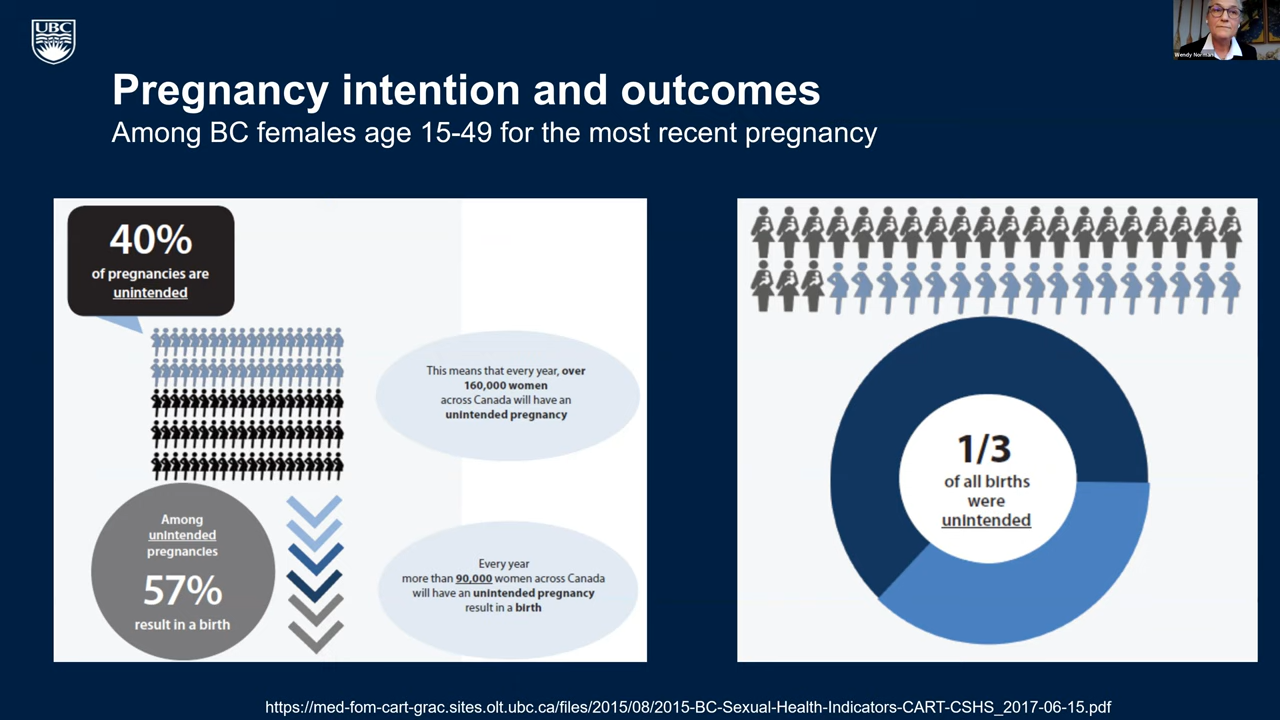 UBC
Wendy Norman
Pregnancy intention and outcomes
Among BC females age 15-49 for the most recent pregnancy
40%
of pregnancies are
unintended
This means that every year, over
160,000 women
across Canada will have an
unintended pregnancy
Among
unintended
pregnancies
57%
result in a birth
Every year
more than 90,000 women across Canada
will have an unintended pregnancy
result in a birth
1/3
of all births
were
unintended
https://med-fom-cart-grac.sites.olt.ubc.ca/files/2015/08/2015-BC-Sexual-Health-Indicators-CART-CSHS_2017-06-15.pdf